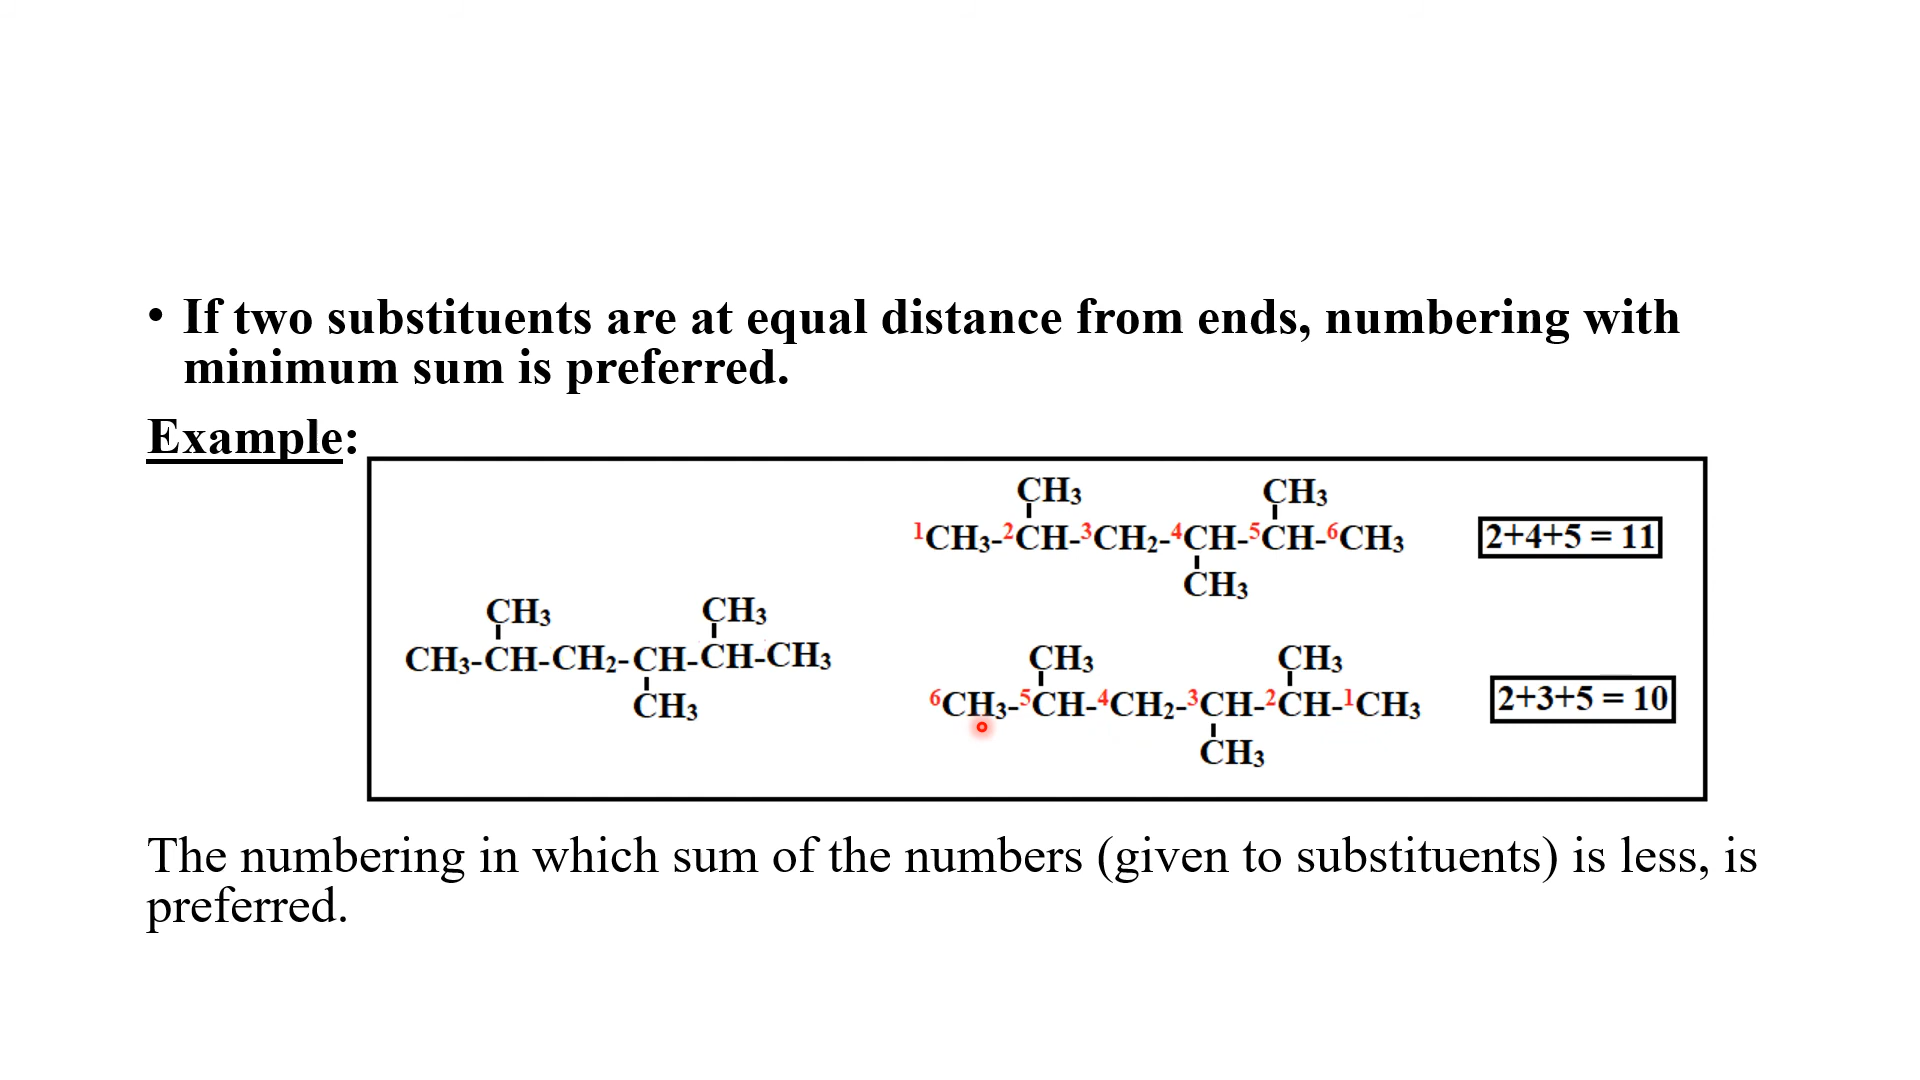 • If two substituents are at equal distance from ends, numbering with
minimum sum is preferred.
Example:
CH3 CH3
1CH3-2CH-3CH2-4CH-5CH-6CH3 2+4+5 = 11
CH3
CH3 CH3
CH3-CH-CH2-CH-CH-CH3
CH3
CH3 CH3
6CH3-5CH-4CH2-3CH-2CH-1CH3 2+3+5 = 10
CH3
The numbering in which sum of the numbers (given to substituents) is less, is
preferred.